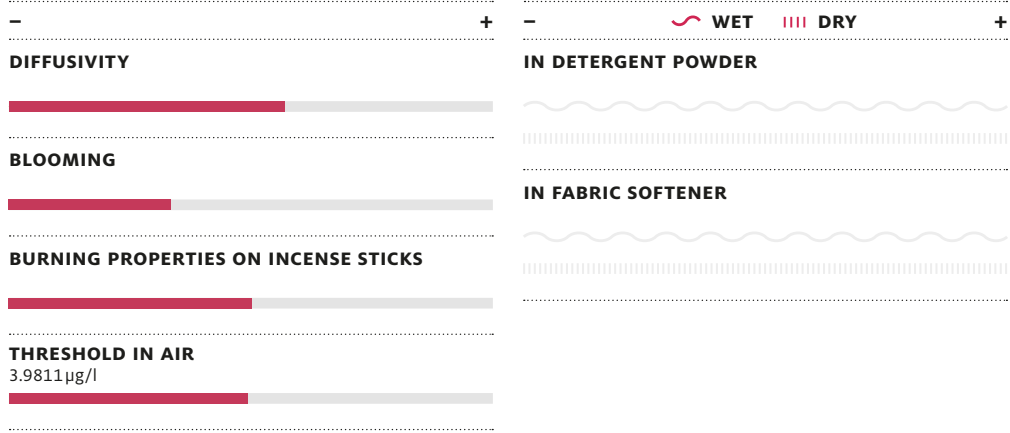 – +
DIFFUSIVITY
BLOOMING
BURNING PROPERTIES ON INCENSE STICKS
THRESHOLD IN AIR
3.9811µg/l
– WET DRY +
IN DETERGENT POWDER
IN FABRIC SOFTENER